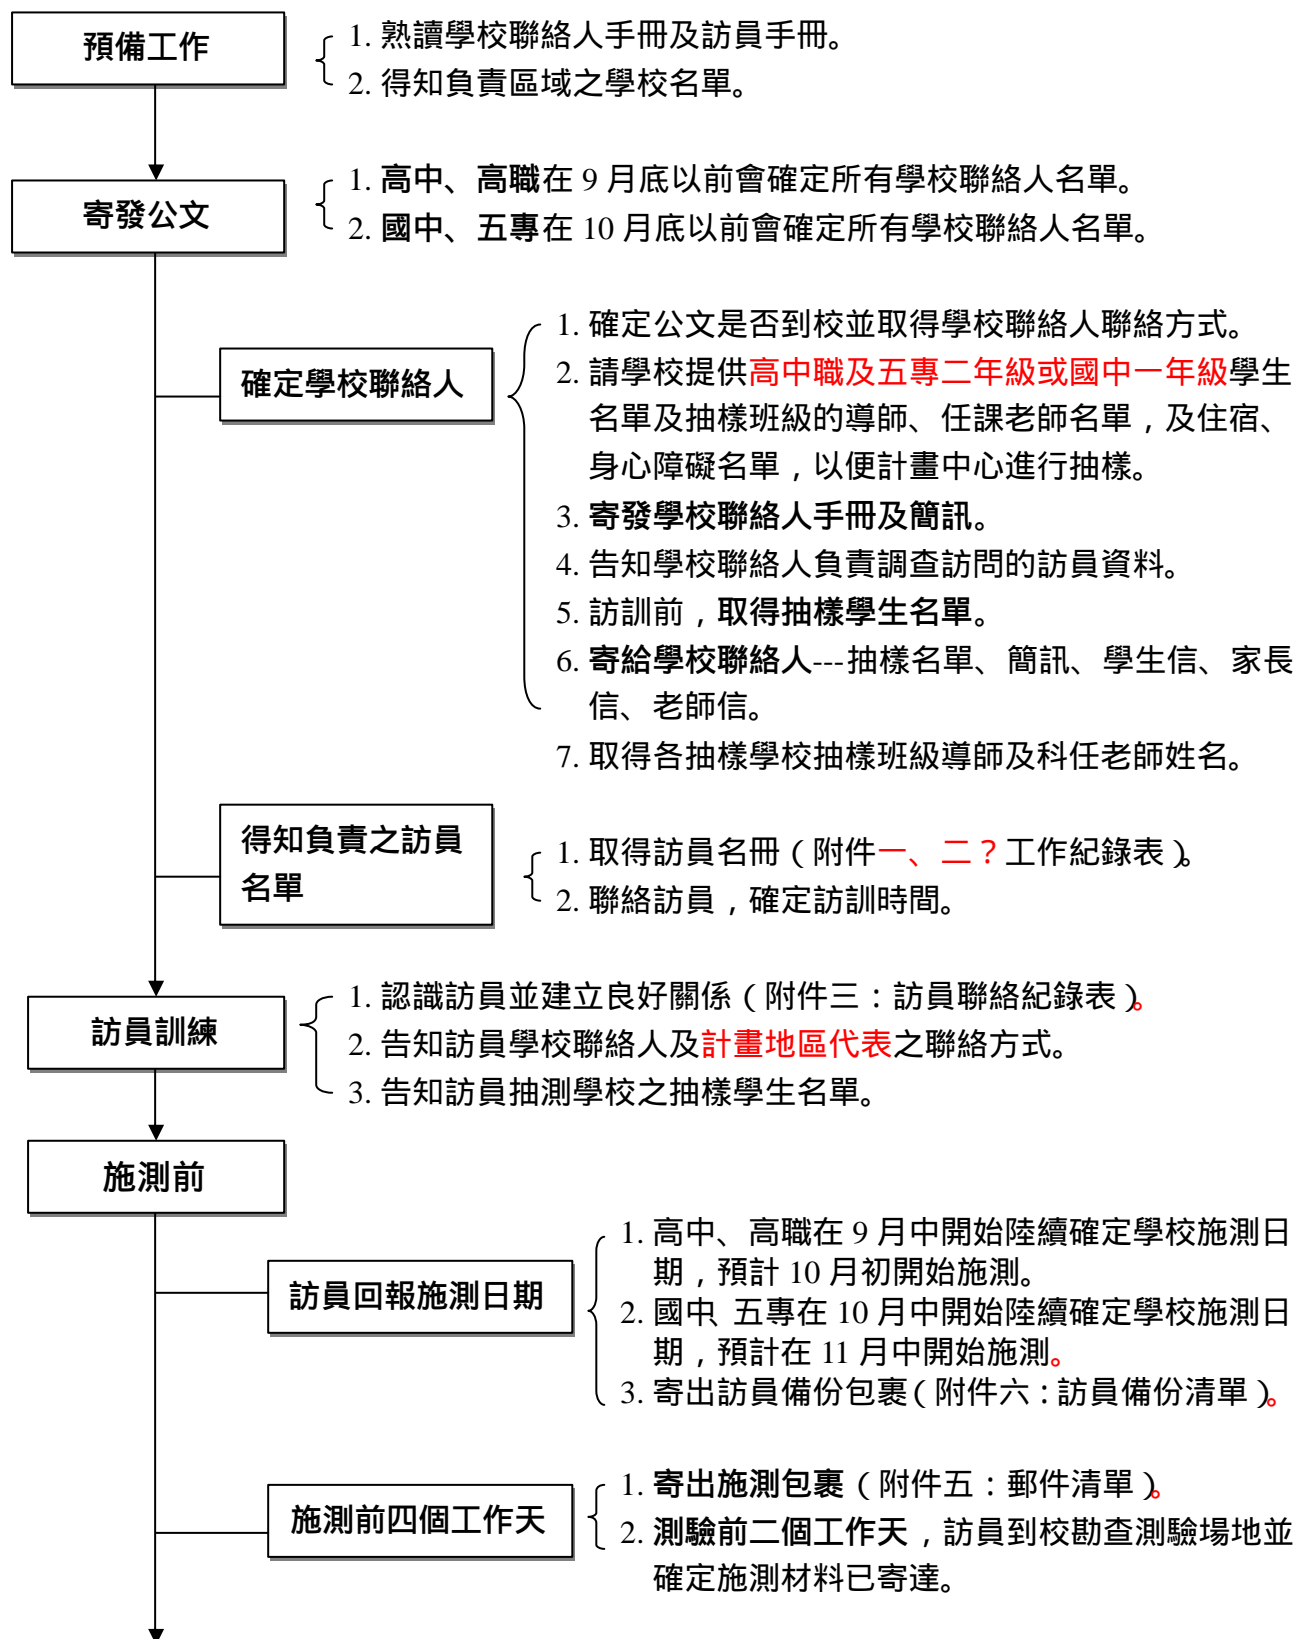 預備工作
1. 熟讀學校聯絡人手冊及訪員手冊。
2. 得知負責區域之學校名單。
寄發公文
1. 高中、高職在 9 月底以前會確定所有學校聯絡人名單。
2. 國中、五專在 10 月底以前會確定所有學校聯絡人名單。
確定學校聯絡人
1. 確定公文是否到校並取得學校聯絡人聯絡方式。
2. 請學校提供高中職及五專二年級或國中一年級學生
名單及抽樣班級的導師、任課老師名單，及住宿、
身心障礙名單，以便計畫中心進行抽樣。
3. 寄發學校聯絡人手冊及簡訊。
4. 告知學校聯絡人負責調查訪問的訪員資料。
5. 訪訓前，取得抽樣學生名單。
6. 寄給學校聯絡人---抽樣名單、簡訊、學生信、家長
信、老師信。
7. 取得各抽樣學校抽樣班級導師及科任老師姓名。
得知負責之訪員
名單
1. 取得訪員名冊（附件一、二？工作紀錄表）。
2. 聯絡訪員，確定訪訓時間。
訪員訓練
1. 認識訪員並建立良好關係（附件三：訪員聯絡紀錄表）。
2. 告知訪員學校聯絡人及計畫地區代表之聯絡方式。
3. 告知訪員抽測學校之抽樣學生名單。
施測前
訪員回報施測日期
1. 高中、高職在 9 月中開始陸續確定學校施測日
期，預計 10 月初開始施測。
2. 國中、五專在 10 月中開始陸續確定學校施測日
期，預計在 11 月中開始施測。
3. 寄出訪員備份包裹（附件六：訪員備份清單）。
施測前四個工作天
1. 寄出施測包裹（附件五：郵件清單）。
2. 測驗前二個工作天，訪員到校勘查測驗場地並
確定施測材料已寄達。